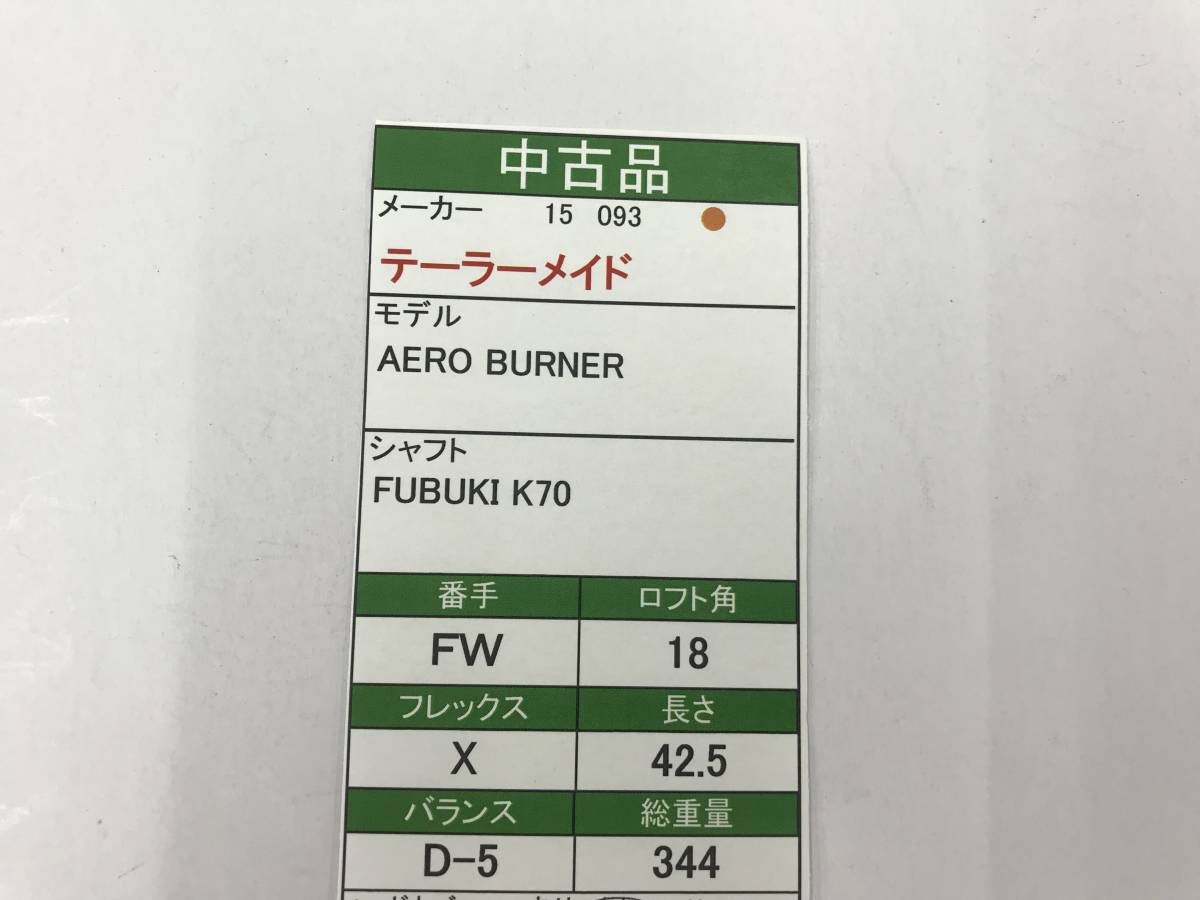 中古品
メーカー 15 093
テーラーメイド
モデル
AERO BURNER
シャフト
FUBUKI K70
番手 ロフト角
FW 18
フレックス 長さ
X 42.5
バランス 総重量
D-5 344